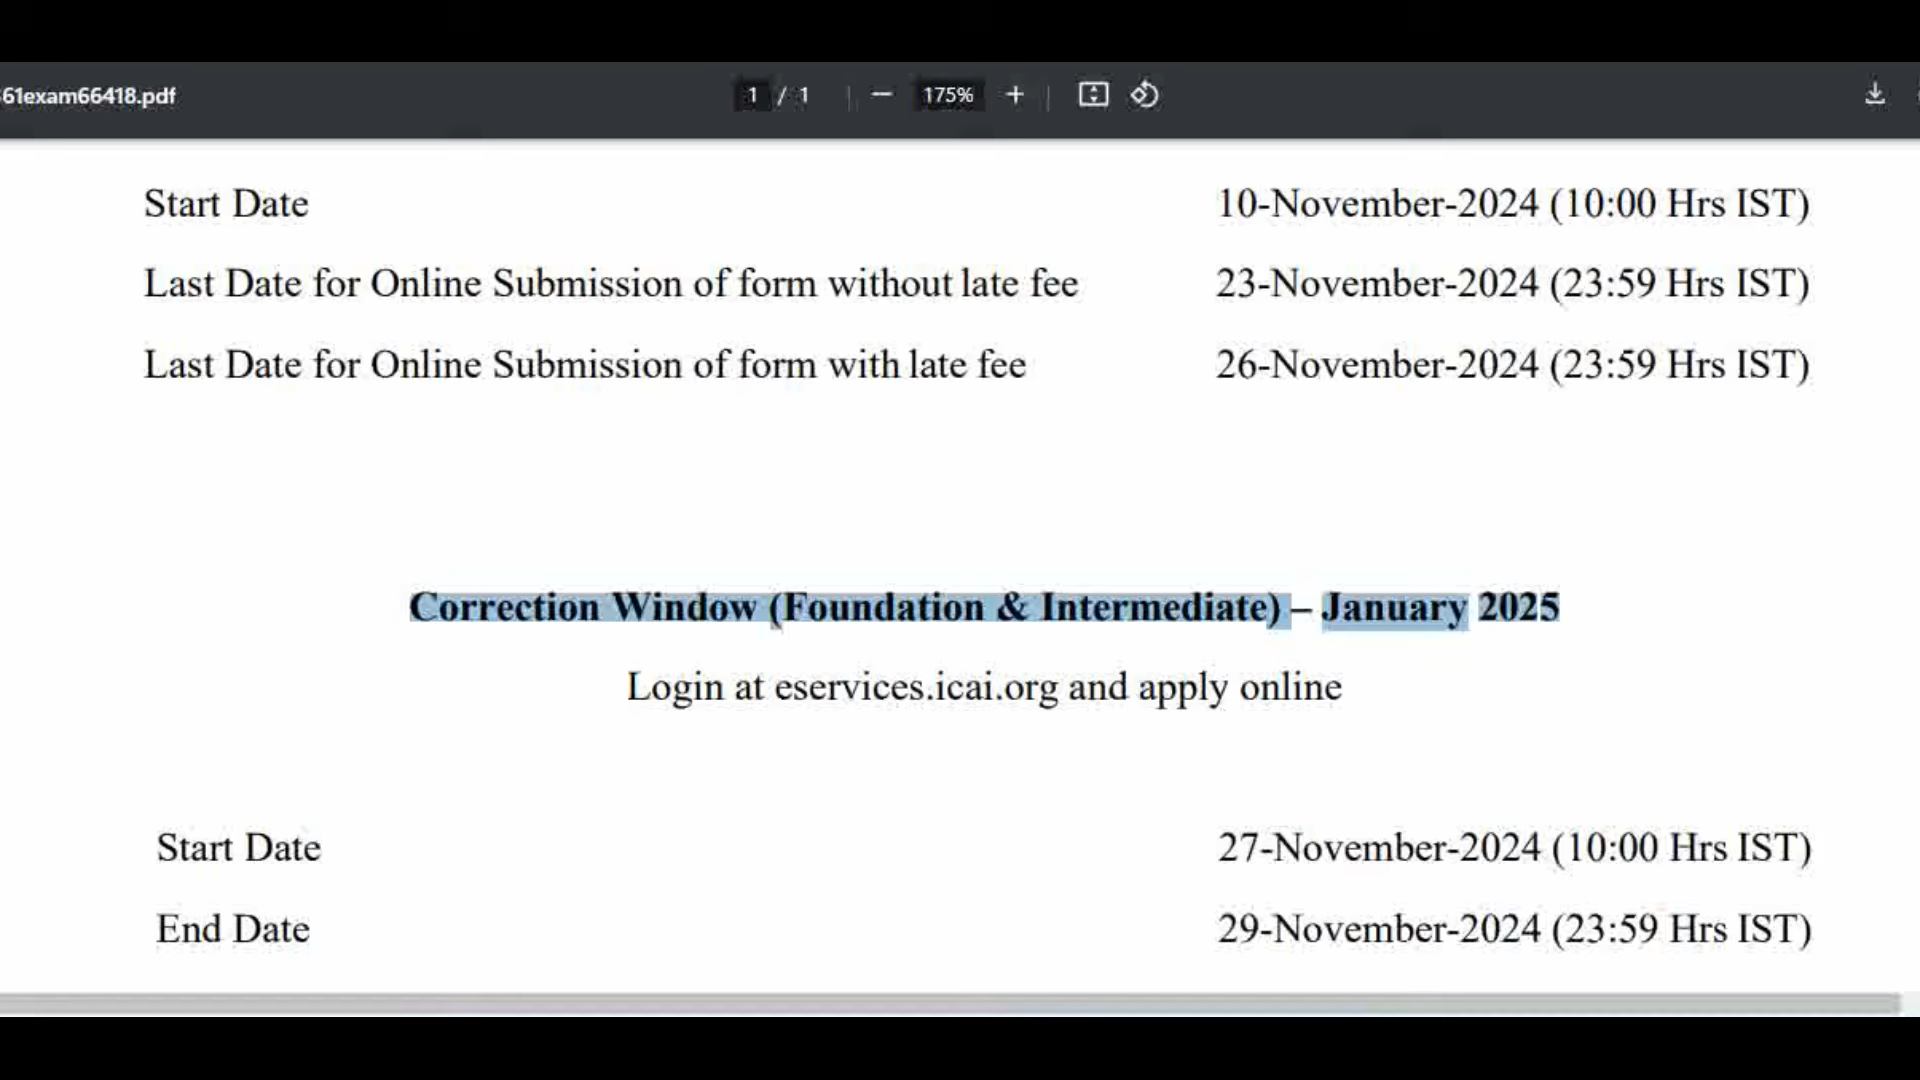 61exam66418.pdf 1 / 1 175%
Start Date 10-November-2024 (10:00 Hrs IST)
Last Date for Online Submission of form without late fee 23-November-2024 (23:59 Hrs IST)
Last Date for Online Submission of form with late fee 26-November-2024 (23:59 Hrs IST)
Correction Window (Foundation & Intermediate) – January 2025
Login at eservices.icai.org and apply online
Start Date 27-November-2024 (10:00 Hrs IST)
End Date 29-November-2024 (23:59 Hrs IST)